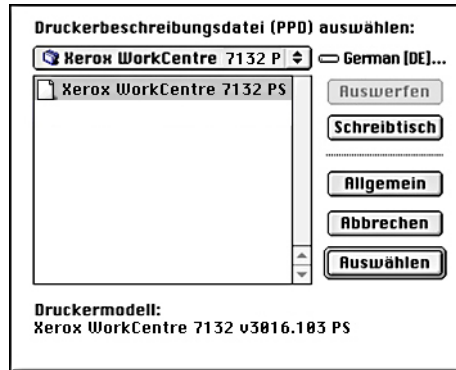 Druckerbeschreibungsdatei (PPD) auswählen:
Xerox WorkCentre 7132 P
German [DE]...
Xerox WorkCentre 7132 PS
Auswerfen
Schreibtisch
Allgemein
Abbrechen
Auswählen
Druckermodell:
Xerox WorkCentre 7132 v3016.103 PS